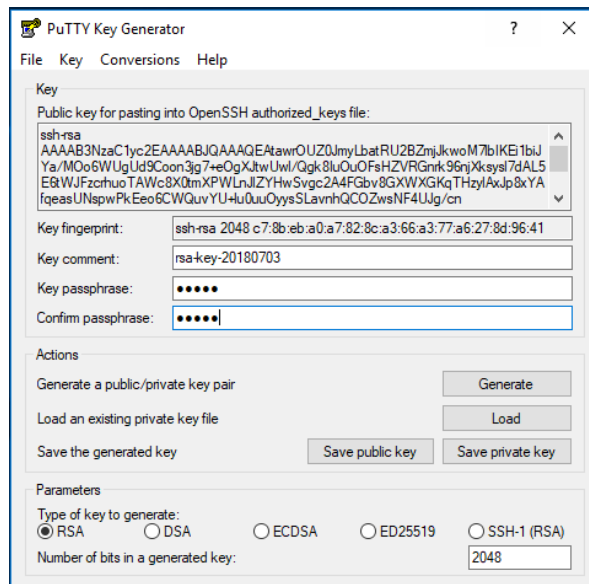 PuTTY Key Generator
File Key Conversions Help
Key
Public key for pasting into OpenSSH authorized_keys file:
ssh-rsa
AAAAB3NzaC1yc2EAAAABJQAAAQEAtawrOUZ0JmyLbatRU2BZmjJkwoM7lbIKEi1biJ
Ya/MOo6WUgUd9Coon3jg7+eOgXJtwUwI/Qgk8luOuOFsHZVRGnrk96njXksysI7dAL5
E6tWJFzcrhuoTAWc8X0tmXPWLnJIZYHwSvgc2A4FGbv8GXWXGKqTHzylAxJp8xYA
fqeasUNspwPkEeo6CWQuvYU+lu0uuOyysSLavnhQCOZwsNF4UJg/cn
Key fingerprint: ssh-rsa 2048 c7:8b:eb:a0:a7:82:8c:a3:66:a3:77:a6:27:8d:96:41
Key comment: rsa-key-20180703
Key passphrase: •••••
Confirm passphrase: •••••
Actions
Generate a public/private key pair Generate
Load an existing private key file Load
Save the generated key Save public key Save private key
Parameters
Type of key to generate:
RSA DSA ECDSA ED25519 SSH-1 (RSA)
Number of bits in a generated key: 2048